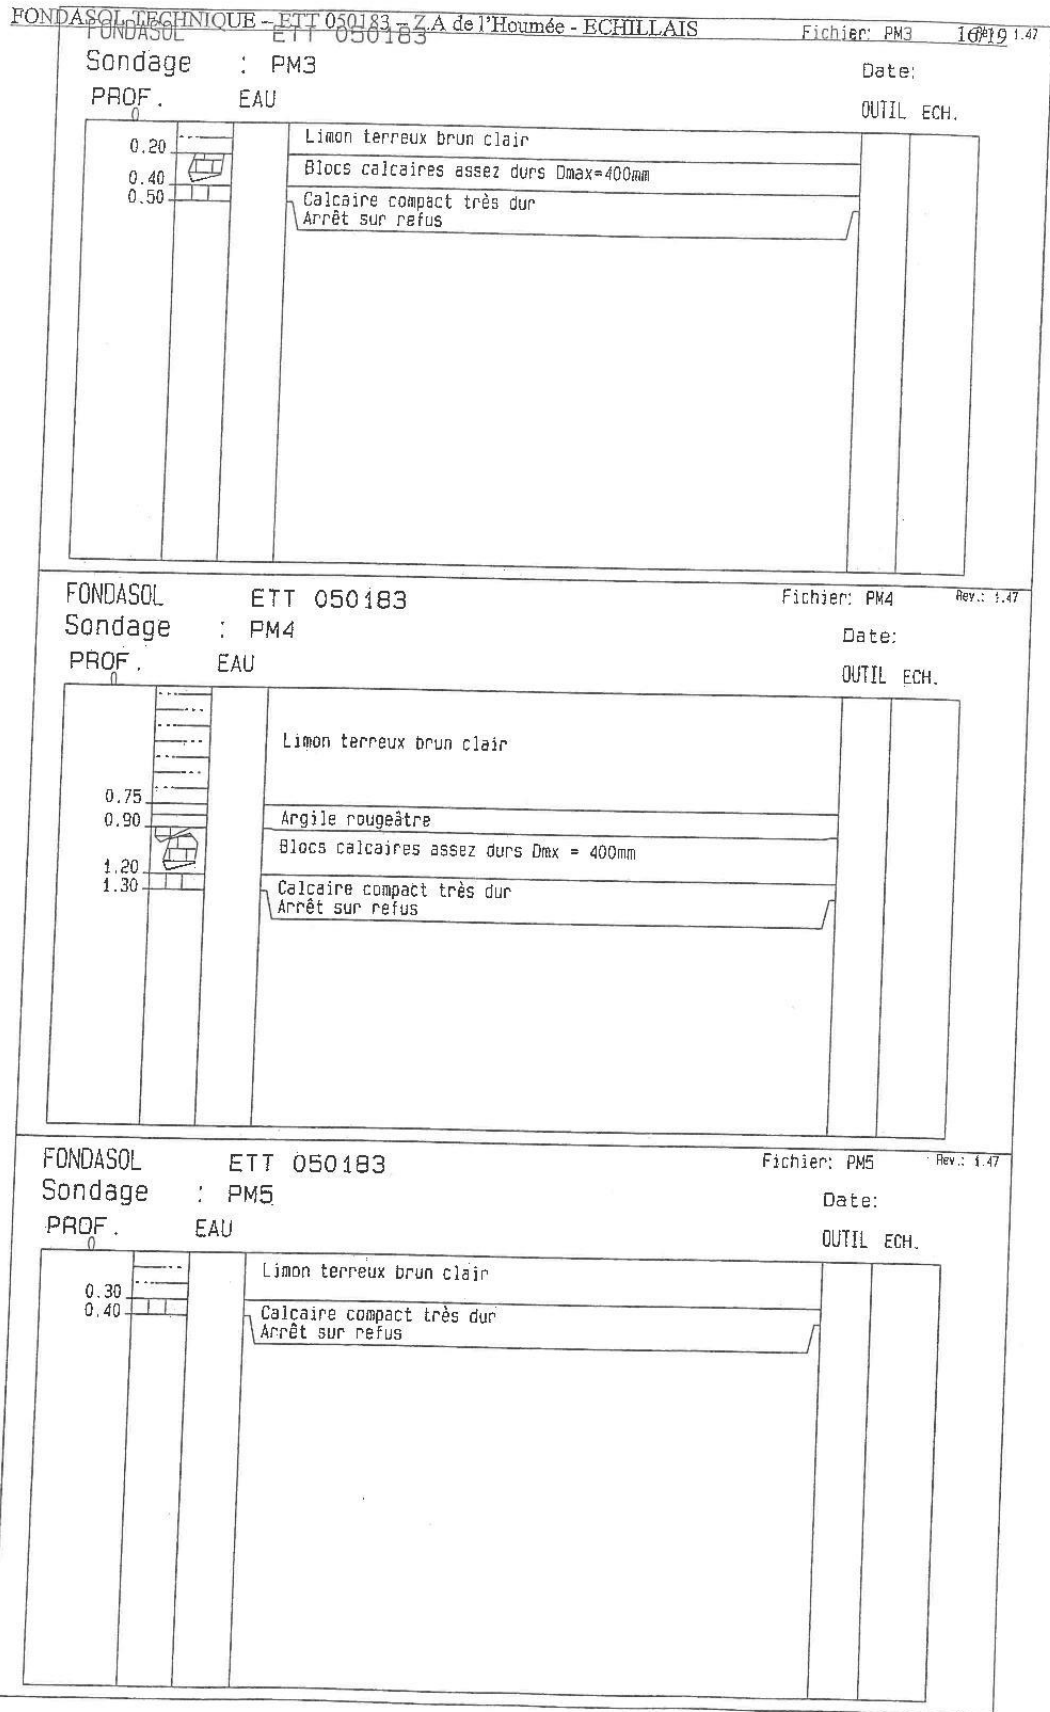 FONDASOL TECHNIQUE – ETT 050183 – Z.A de l'Houmée - ECHILLAIS
FONDASOL ETT 050183 Fichier: PM3 16/19 1.47
Sondage : PM3 Date:
PROF. EAU OUTIL ECH.
0
Limon terreux brun clair
0.20
Blocs calcaires assez durs Dmax=400mm
0.40
0.50
Calcaire compact très dur
Arrêt sur refus
FONDASOL ETT 050183 Fichier: PM4 Rev.: 1.47
Sondage : PM4 Date:
PROF. EAU OUTIL ECH.
0
Limon terreux brun clair
0.75
0.90
Argile rougeâtre
Blocs calcaires assez durs Dmx = 400mm
1.20
1.30
Calcaire compact très dur
Arrêt sur refus
FONDASOL ETT 050183 Fichier: PM5 Rev.: 1.47
Sondage : PM5 Date:
PROF. EAU OUTIL ECH.
0
Limon terreux brun clair
0.30
0.40
Calcaire compact très dur
Arrêt sur refus